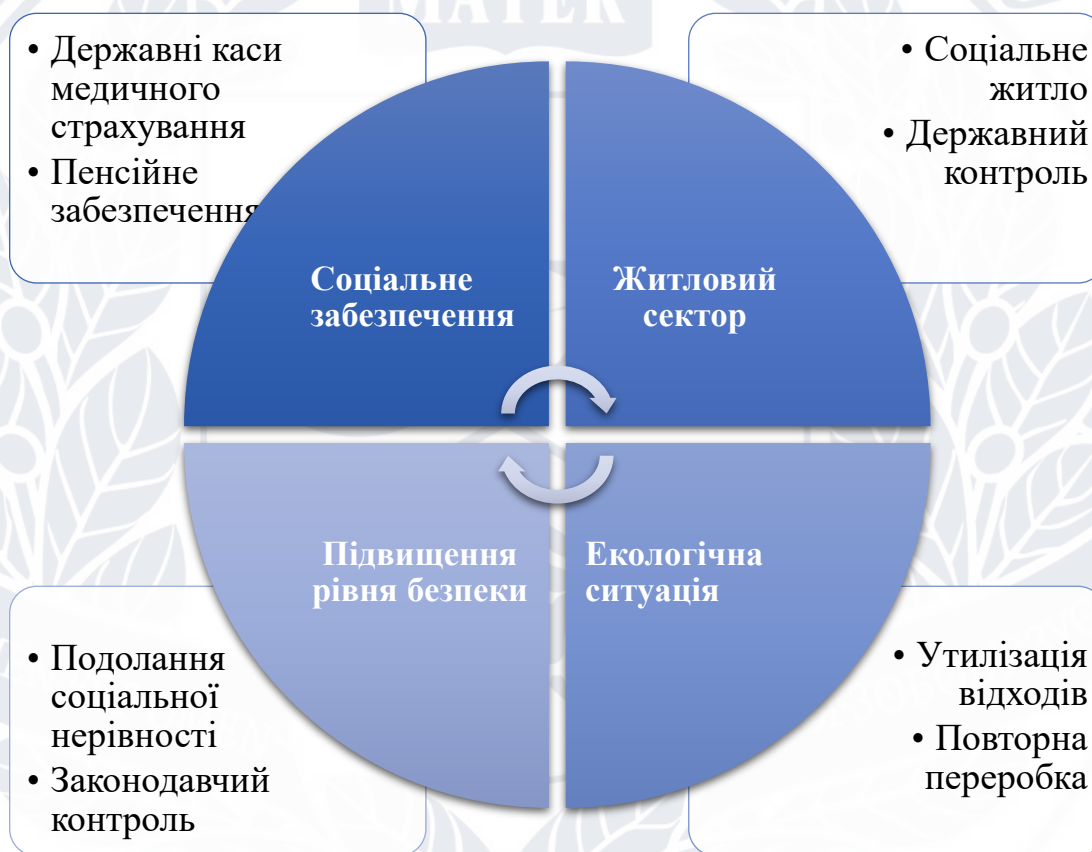 MATER
• Державні каси
медичного
страхування
• Пенсійне
забезпечення
• Соціальне
житло
• Державний
контроль
Соціальне
забезпечення
Житловий
сектор
Підвищення
рівня безпеки
Екологічна
ситуація
• Подолання
соціальної
нерівності
• Законодавчий
контроль
• Утилізація
відходів
• Повторна
переробка